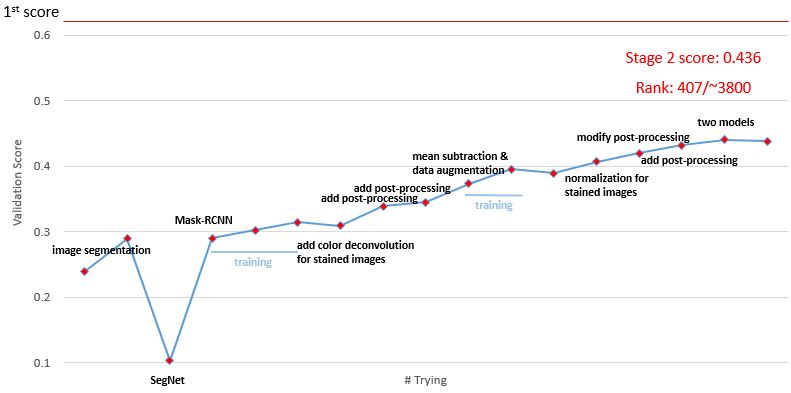 1st score
0.6
Stage 2 score: 0.436
Rank: 407/~3800
0.5
two models
modify post-processing
add post-processing
mean subtraction &
data augmentation
0.4
normalization for
stained images
add post-processing
add post-processing
training
Validation Score
0.3
Mask-RCNN
image segmentation
add color deconvolution
for stained images
training
0.2
0.1
SegNet
# Trying